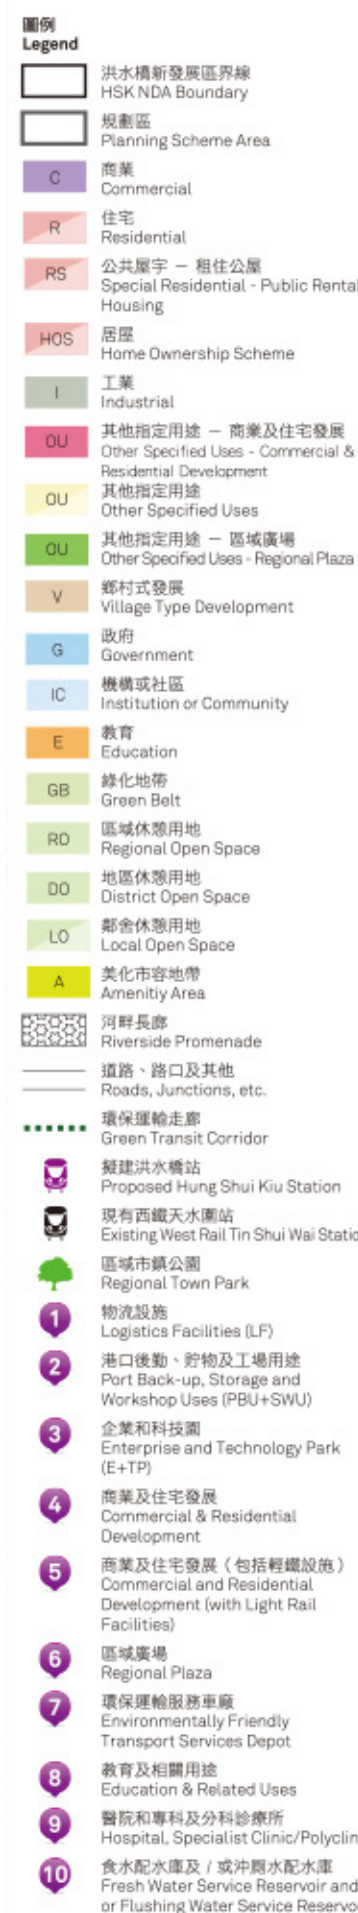 圖例
Legend
洪水橋新發展區界線
HSK NDA Boundary
規劃區
Planning Scheme Area
C
商業
Commercial
R
住宅
Residential
RS
公共屋宇 － 租住公屋
Special Residential - Public Rental
Housing
HOS
居屋
Home Ownership Scheme
I
工業
Industrial
OU
其他指定用途 － 商業及住宅發展
Other Specified Uses - Commercial &
Residential Development
OU
其他指定用途
Other Specified Uses
OU
其他指定用途 － 區域廣場
Other Specified Uses - Regional Plaza
V
鄉村式發展
Village Type Development
G
政府
Government
IC
機構或社區
Institution or Community
E
教育
Education
GB
綠化地帶
Green Belt
RO
區域休憩用地
Regional Open Space
DO
地區休憩用地
District Open Space
LO
鄰舍休憩用地
Local Open Space
A
美化市容地帶
Amenitiy Area
河畔長廊
Riverside Promenade
道路、路口及其他
Roads, Junctions, etc.
環保運輸走廊
Green Transit Corridor
擬建洪水橋站
Proposed Hung Shui Kiu Station
現有西鐵天水圍站
Existing West Rail Tin Shui Wai Statio
區域市鎮公園
Regional Town Park
1
物流設施
Logistics Facilities (LF)
2
港口後勤、貯物及工場用途
Port Back-up, Storage and
Workshop Uses (PBU+SWU)
3
企業和科技園
Enterprise and Technology Park
(E+TP)
4
商業及住宅發展
Commercial & Residential
Development
5
商業及住宅發展（包括輕鐵設施）
Commercial and Residential
Development (with Light Rail
Facilities)
6
區域廣場
Regional Plaza
7
環保運輸服務車廠
Environmentally Friendly
Transport Services Depot
8
教育及相關用途
Education & Related Uses
9
醫院和專科及分科診療所
Hospital, Specialist Clinic/Polyclin
10
食水配水庫及 / 或沖厠水配水庫
Fresh Water Service Reservoir and
or Flushing Water Service Reservo